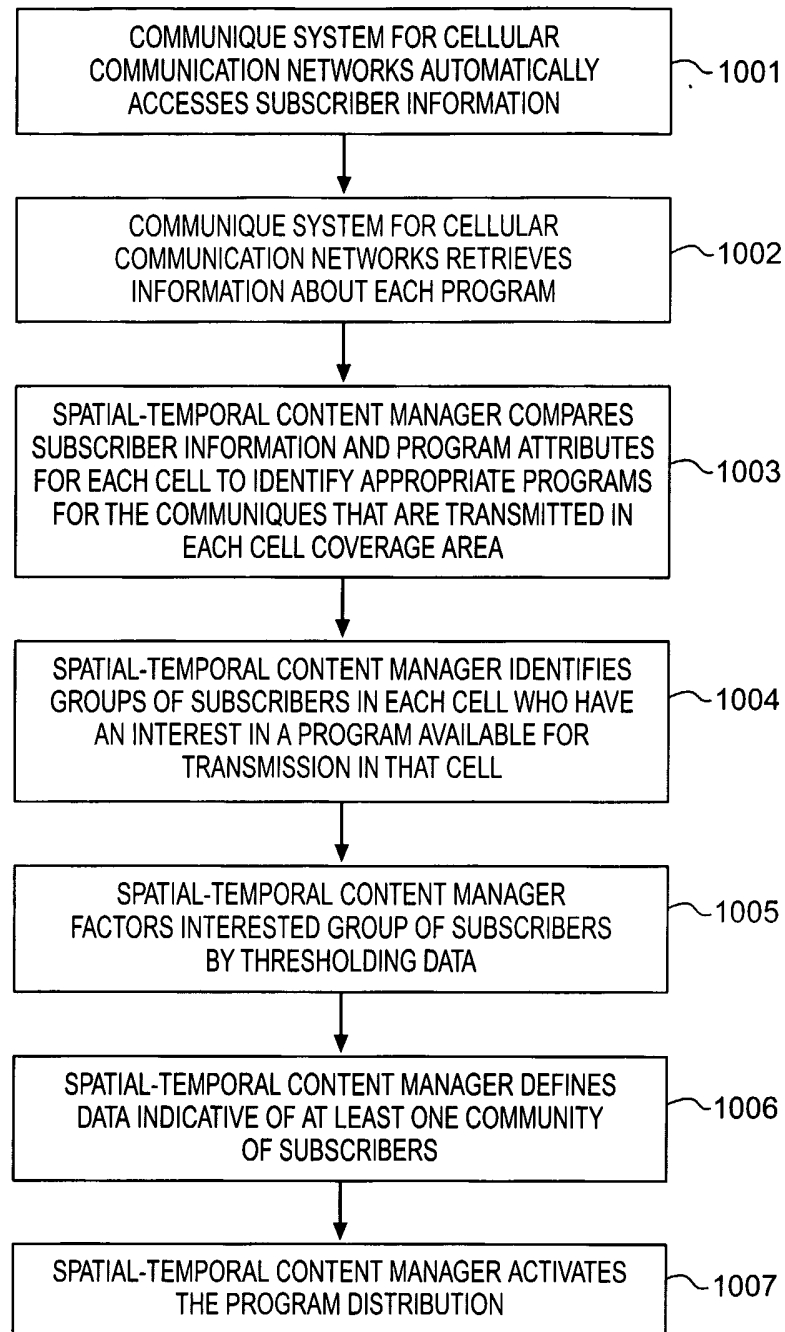 COMMUNIQUE SYSTEM FOR CELLULAR
COMMUNICATION NETWORKS AUTOMATICALLY
ACCESSES SUBSCRIBER INFORMATION
1001
COMMUNIQUE SYSTEM FOR CELLULAR
COMMUNICATION NETWORKS RETRIEVES
INFORMATION ABOUT EACH PROGRAM
1002
SPATIAL-TEMPORAL CONTENT MANAGER COMPARES
SUBSCRIBER INFORMATION AND PROGRAM ATTRIBUTES
FOR EACH CELL TO IDENTIFY APPROPRIATE PROGRAMS
FOR THE COMMUNIQUES THAT ARE TRANSMITTED IN
EACH CELL COVERAGE AREA
1003
SPATIAL-TEMPORAL CONTENT MANAGER IDENTIFIES
GROUPS OF SUBSCRIBERS IN EACH CELL WHO HAVE
AN INTEREST IN A PROGRAM AVAILABLE FOR
TRANSMISSION IN THAT CELL
1004
SPATIAL-TEMPORAL CONTENT MANAGER
FACTORS INTERESTED GROUP OF SUBSCRIBERS
BY THRESHOLDING DATA
1005
SPATIAL-TEMPORAL CONTENT MANAGER DEFINES
DATA INDICATIVE OF AT LEAST ONE COMMUNITY
OF SUBSCRIBERS
1006
SPATIAL-TEMPORAL CONTENT MANAGER ACTIVATES
THE PROGRAM DISTRIBUTION
1007